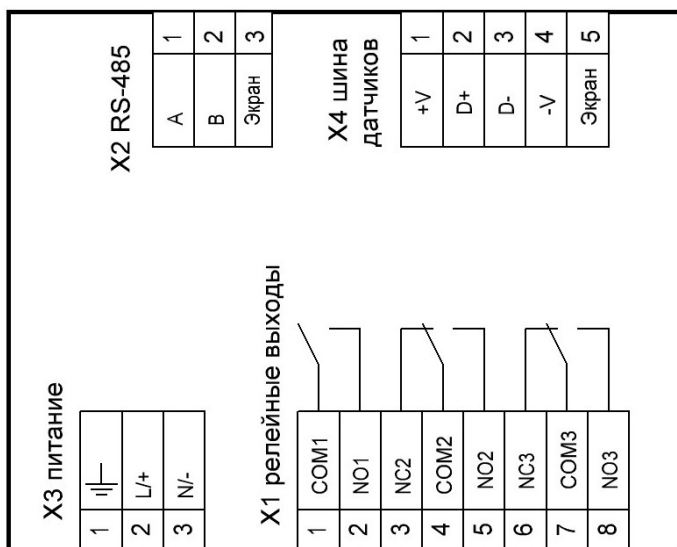 X2 RS-485
1 A
2 B
3 Экран
X4 шина
датчиков
1 +V
2 D+
3 D-
4 -V
5 Экран
X3 питание
1
2 L/+
3 N/-
X1 релейные выходы
1 COM1
2 NO1
3 NC2
4 COM2
5 NO2
6 NC3
7 COM3
8 NO3